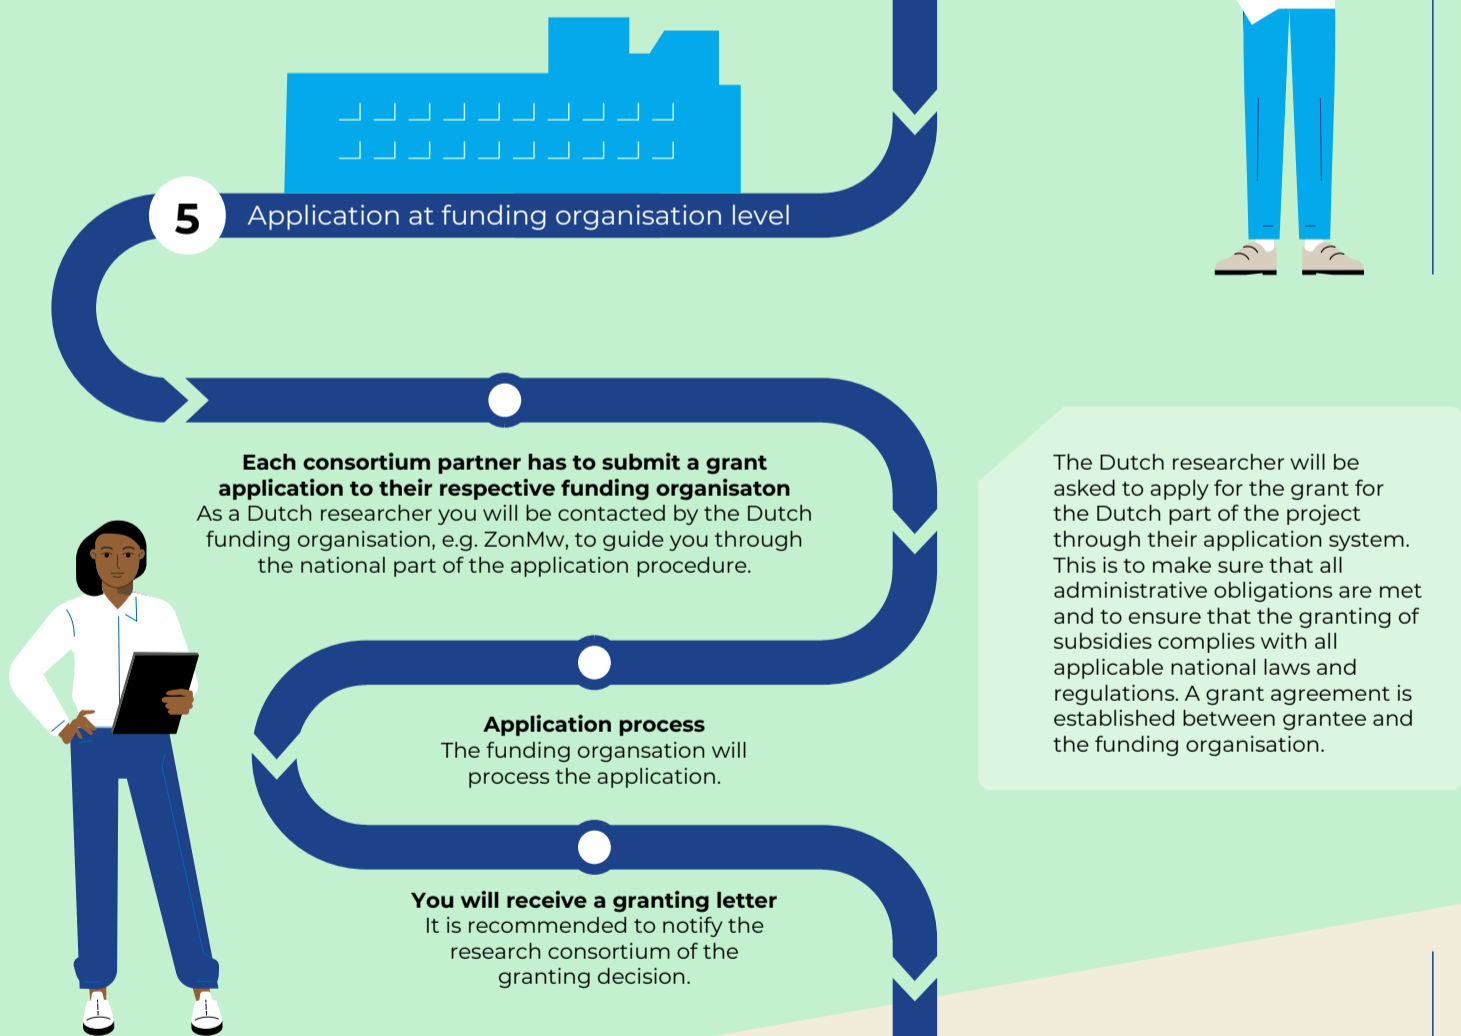 5
Application at funding organisation level
Each consortium partner has to submit a grant
application to their respective funding organisaton
As a Dutch researcher you will be contacted by the Dutch
funding organisation, e.g. ZonMw, to guide you through
the national part of the application procedure.
The Dutch researcher will be
asked to apply for the grant for
the Dutch part of the project
through their application system.
This is to make sure that all
administrative obligations are met
and to ensure that the granting of
subsidies complies with all
applicable national laws and
regulations. A grant agreement is
established between grantee and
the funding organisation.
Application process
The funding organsation will
process the application.
You will receive a granting letter
It is recommended to notify the
research consortium of the
granting decision.